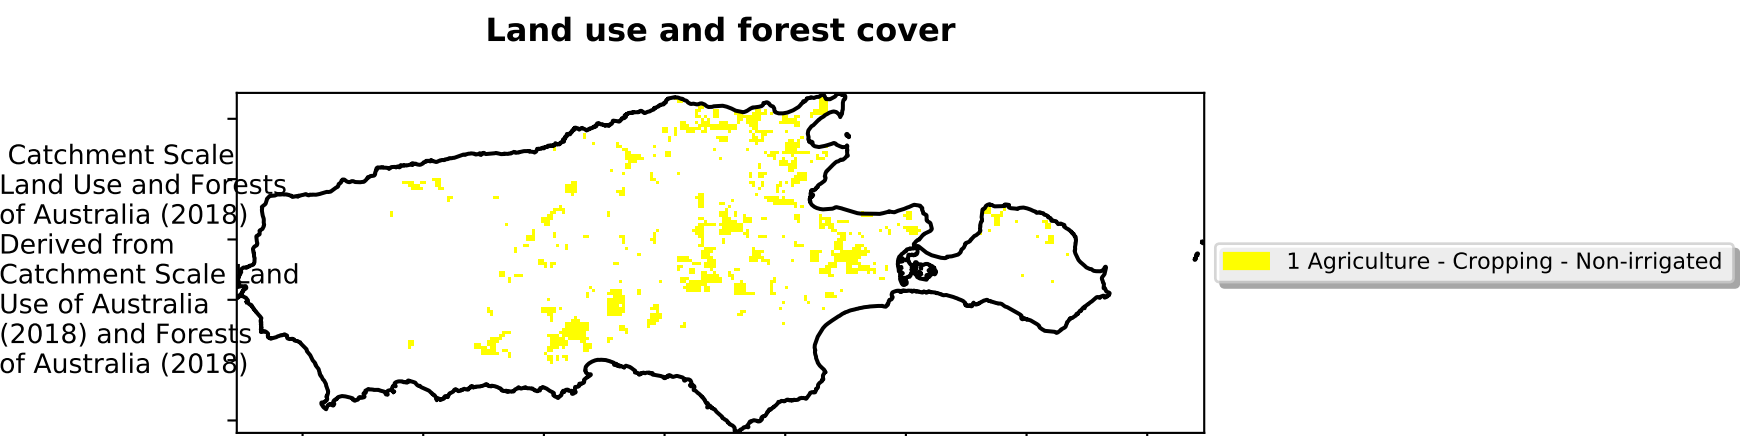 Land use and forest cover
Catchment Scale
Land Use and Forests
of Australia (2018)
Derived from
Catchment Scale Land
Use of Australia
(2018) and Forests
of Australia (2018)
1 Agriculture - Cropping - Non-irrigated